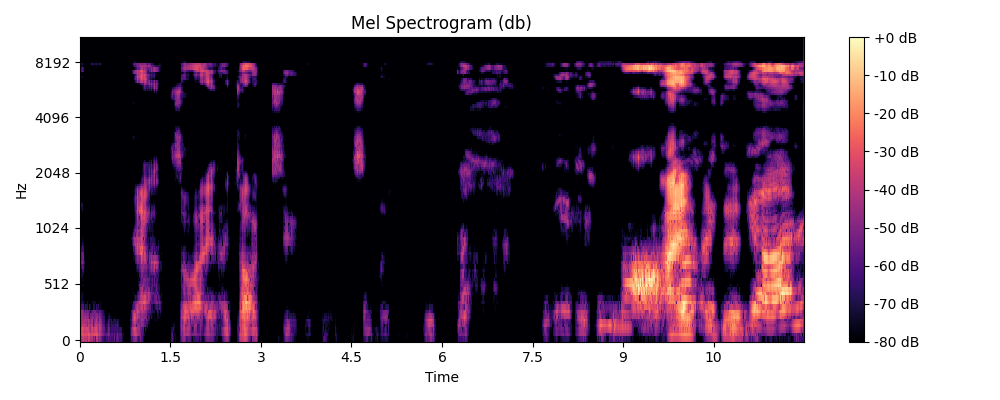 Mel Spectrogram (db)
8192
4096
2048
1024
512
0
Hz
0 1.5 3 4.5 6 7.5 9 10
Time
+0 dB
-10 dB
-20 dB
-30 dB
-40 dB
-50 dB
-60 dB
-70 dB
-80 dB